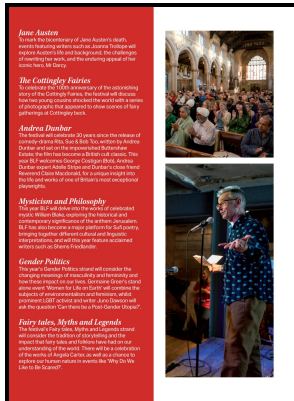 Jane Austen
To mark the bicentenary of Jane Austen's death,
events featuring writers such as Joanna Trollope will
explore Austen's life and background, the challenges
of rewriting her work, and the enduring appeal of her
iconic hero, Mr Darcy.
The Cottingley Fairies
To celebrate the 100th anniversary of the astonishing
story of the Cottingly Fairies, the festival will discuss
how two young cousins shocked the world with a series
of photographs that appeared to show scenes of fairy
gatherings at Cottingley beck.
Andrea Dunbar
The festival will celebrate 30 years since the release of
comedy-drama Rita, Sue & Bob Too, written by Andrea
Dunbar and set on the impoverished Buttershaw
Estate; the film has become a British cult classic. This
year BLF welcomes George Costigan (Bob), Andrea
Dunbar expert Adelle Stripe and Dunbar's close friend
Reverend Claire Macdonald, for a unique insight into
the life and works of one of Britain's most exceptional
playwrights.
Mysticism and Philosophy
This year BLF will delve into the works of celebrated
mystic William Blake, exploring the historical and
contemporary significance of the anthem Jerusalem.
BLF has also become a major platform for Sufi poetry,
bringing together different cultural and linguistic
interpretations, and will this year feature acclaimed
writers such as Shems Friedlander.
Gender Politics
This year's Gender Politics strand will consider the
changing meanings of masculinity and femininity and
how these impact on our lives. Germaine Greer's stand
alone event 'Women for Life on Earth' will combine the
subjects of environmentalism and feminism, whilst
prominent LGBT activist and writer Juno Dawson will
ask the question 'Can there be a Post-Gender Utopia?'.
Fairy tales, Myths and Legends
The festival's Fairy tales, Myths and Legends strand
will consider the tradition of storytelling and the
impact that fairy tales and folklore have had on our
understanding of the world. There will be a celebration
of the works of Angela Carter, as well as a chance to
explore our human nature in events like 'Why Do We
Like to Be Scared?'.